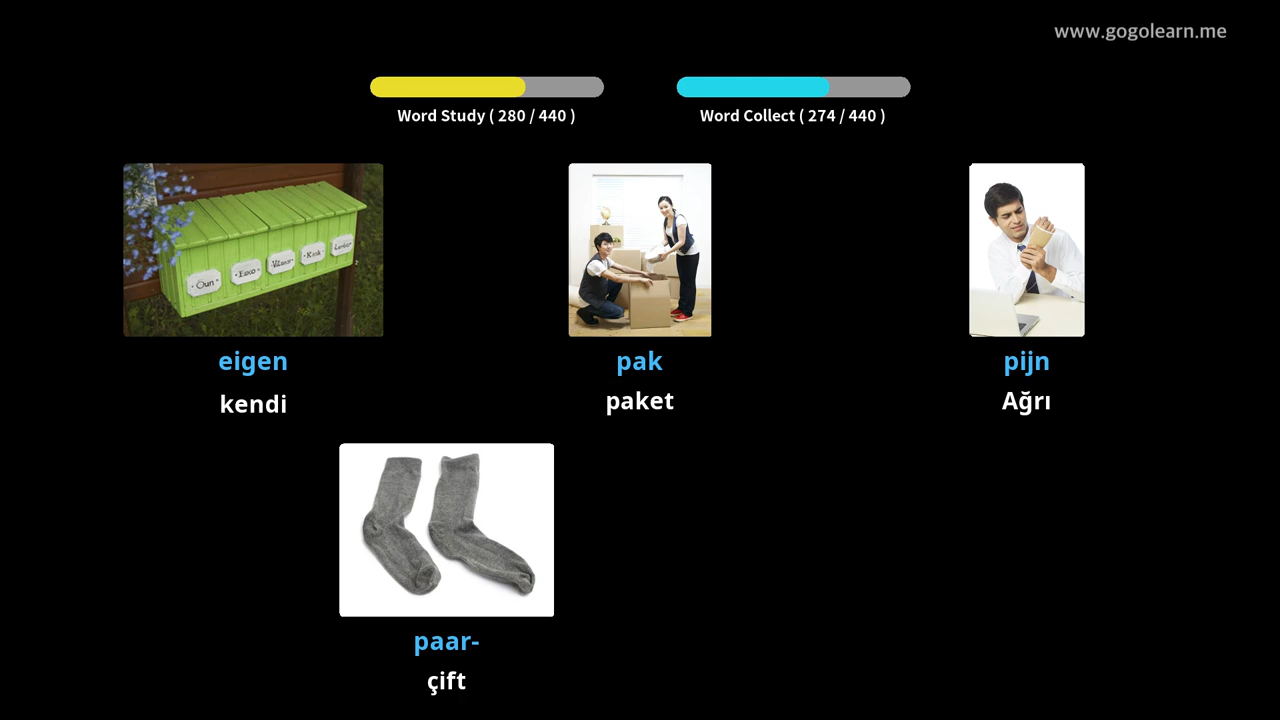 www.gogolearn.me
Word Study ( 280 / 440 )
Word Collect ( 274 / 440 )
Oun
eigen
kendi
pak
paket
pijn
Ağrı
paar-
çift